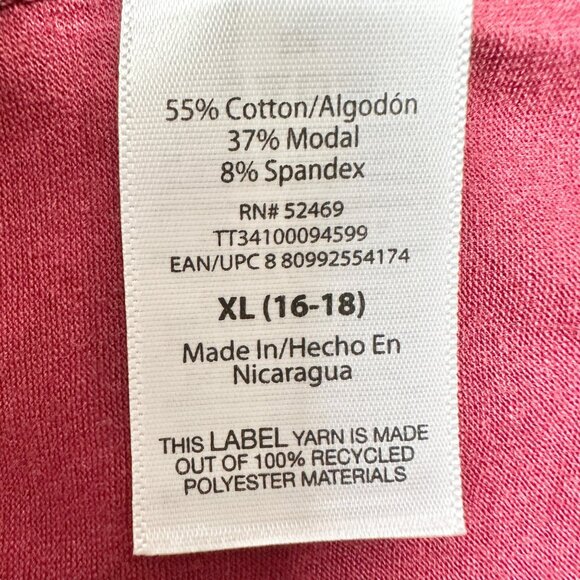 55% Cotton/Algodón
37% Modal
8% Spandex
RN# 52469
TT34100094599
EAN/UPC 8 80992554174
XL (16-18)
Made In/Hecho En
Nicaragua
THIS LABEL YARN IS MADE
OUT OF 100% RECYCLED
POLYESTER MATERIALS